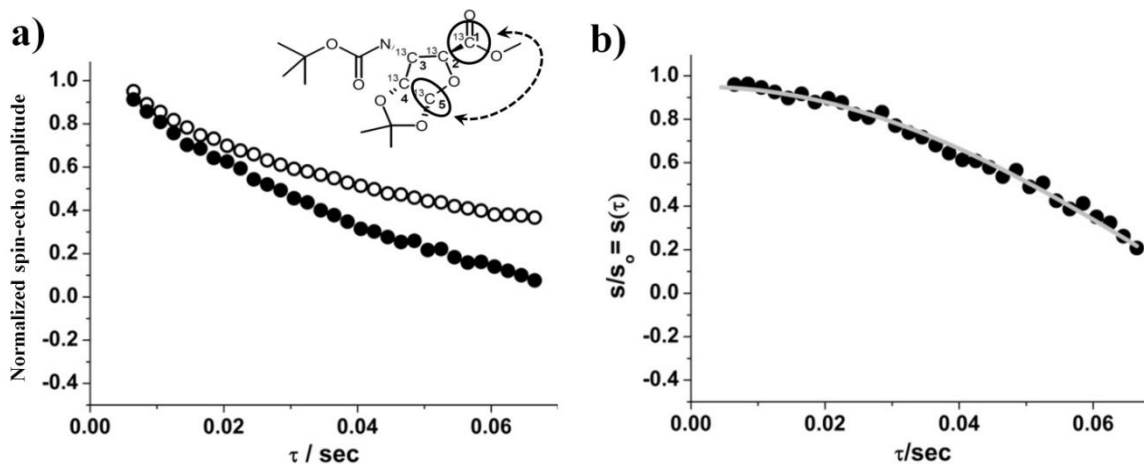 a)
Normalized spin-echo amplitude
1.0
0.8
0.6
0.4
0.2
0.0
-0.2
-0.4
0.00
0.02
0.04
0.06
τ / sec
O
O
N
13C
3
13C
2
O
13C
1
O
13C
4
13C
5
O
O
O
b)
s/so = s(τ)
1.0
0.8
0.6
0.4
0.2
0.0
-0.2
-0.4
0.00
0.02
0.04
0.06
τ/sec